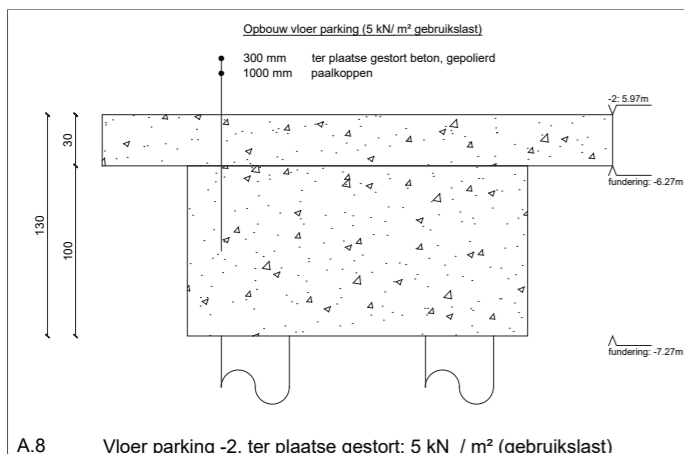 Opbouw vloer parking (5 kN/ m² gebruikslast)
300 mm ter plaatse gestort beton, gepolierd
1000 mm paalkoppen
-2: 5.97m
30
fundering: -6.27m
130
100
fundering: -7.27m
A.8 Vloer parking -2, ter plaatse gestort: 5 kN / m² (gebruikslast)